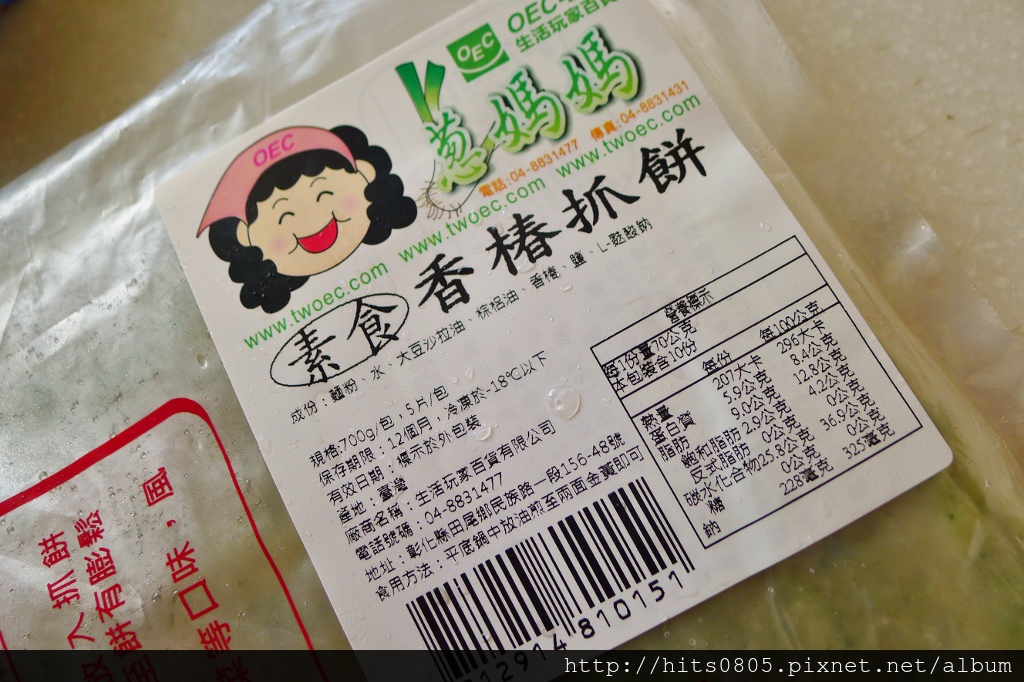 OEC
OEC
生活玩家百貨
蔥媽媽
OEC
電話:04-8831477 傳真:04-8831431
www.twoec.com www.twoec.com www.twoec.com
素食 香椿抓餅
成份:麵粉、水、大豆沙拉油、棕梠油、香椿、鹽、L-麩酸鈉
規格:700g/包,5片/包
保存期限:12個月,冷凍於-18℃以下
有效日期:標示於外包裝
產地:臺灣
廠商名稱:生活玩家百貨有限公司
電話號碼:04-8831477
地址:彰化縣田尾鄉民族路一段156-48號
食用方法:平底鍋中放油煎至兩面金黃即可
營養標示
每1份量70公克
本包裝含10份
每份 每100公克
熱量 207大卡 296大卡
蛋白質 5.9公克 8.4公克
脂肪 9.0公克 12.8公克
飽和脂肪 2.9公克 4.2公克
反式脂肪 0公克 0公克
碳水化合物 25.8公克 36.9公克
糖 0公克 0公克
鈉 228毫克 325毫克
12914 810151
抓餅
有膨鬆
口味,風
等
http://hits0805.pixnet.net/album